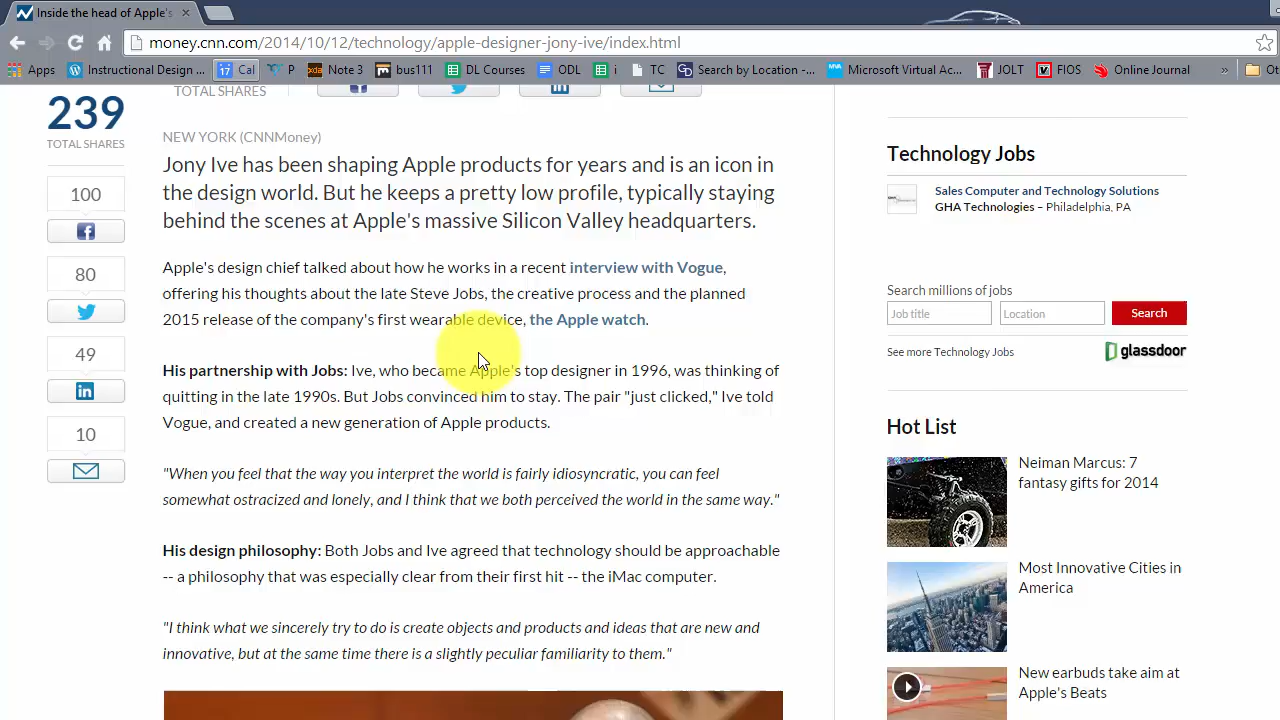 Inside the head of Apple's
money.cnn.com/2014/10/12/technology/apple-designer-jony-ive/index.html
Apps Instructional Design ... 17 Cal P Note 3 bus111 DL Courses ODL i TC Search by Location -... Microsoft Virtual Ac... JOLT FIOS Online Journal » Ot
239
TOTAL SHARES
100
80
49
10
TOTAL SHARES
NEW YORK (CNNMoney)
Jony Ive has been shaping Apple products for years and is an icon in
the design world. But he keeps a pretty low profile, typically staying
behind the scenes at Apple's massive Silicon Valley headquarters.
Apple's design chief talked about how he works in a recent interview with Vogue,
offering his thoughts about the late Steve Jobs, the creative process and the planned
2015 release of the company's first wearable device, the Apple watch.
His partnership with Jobs: Ive, who became Apple's top designer in 1996, was thinking of
quitting in the late 1990s. But Jobs convinced him to stay. The pair "just clicked," Ive told
Vogue, and created a new generation of Apple products.
"When you feel that the way you interpret the world is fairly idiosyncratic, you can feel
somewhat ostracized and lonely, and I think that we both perceived the world in the same way."
His design philosophy: Both Jobs and Ive agreed that technology should be approachable
-- a philosophy that was especially clear from their first hit -- the iMac computer.
"I think what we sincerely try to do is create objects and products and ideas that are new and
innovative, but at the same time there is a slightly peculiar familiarity to them."
Technology Jobs
Sales Computer and Technology Solutions
GHA Technologies – Philadelphia, PA
Search millions of jobs
Job title Location Search
See more Technology Jobs glassdoor
Hot List
Neiman Marcus: 7
fantasy gifts for 2014
Most Innovative Cities in
America
New earbuds take aim at
Apple's Beats